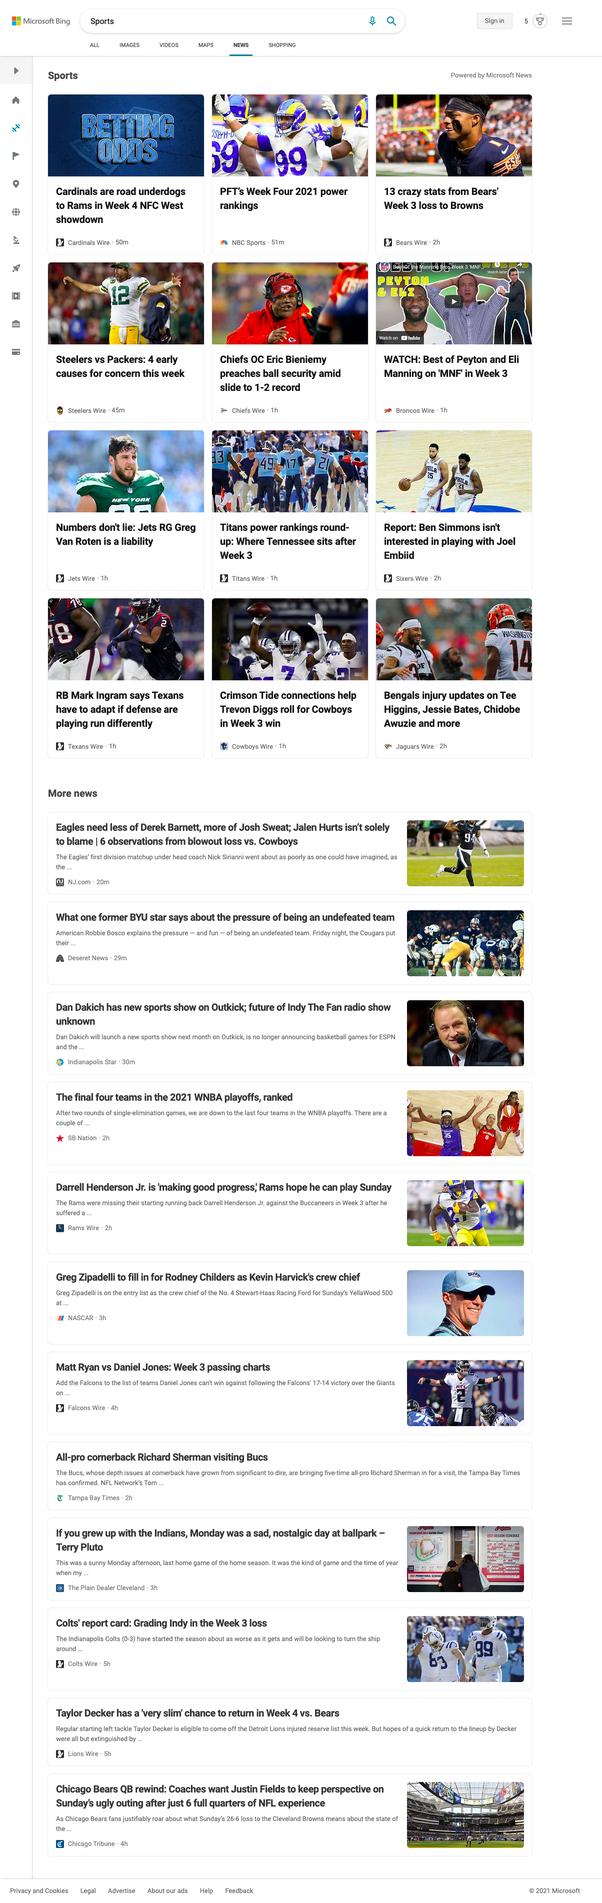 Microsoft Bing
Sports
Sign in
5
ALL
IMAGES
VIDEOS
MAPS
NEWS
SHOPPING
Sports
Powered by Microsoft News
BETTING
ODDS
99
Cardinals are road underdogs
to Rams in Week 4 NFC West
showdown
Cardinals Wire · 50m
PFT's Week Four 2021 power
rankings
NBC Sports · 51m
13 crazy stats from Bears'
Week 3 loss to Browns
Bears Wire · 2h
12
PEYTON
& ELI
Watch on YouTube
Steelers vs Packers: 4 early
causes for concern this week
Steelers Wire · 45m
Chiefs OC Eric Bieniemy
preaches ball security amid
slide to 1-2 record
Chiefs Wire · 1h
WATCH: Best of Peyton and Eli
Manning on 'MNF' in Week 3
Broncos Wire · 1h
NEW YORK
Numbers don't lie: Jets RG Greg
Van Roten is a liability
Jets Wire · 1h
Titans power rankings round-
up: Where Tennessee sits after
Week 3
Titans Wire · 1h
Report: Ben Simmons isn't
interested in playing with Joel
Embiid
Sixers Wire · 2h
78
2
7
WASHINGTON
14
RB Mark Ingram says Texans
have to adapt if defense are
playing run differently
Texans Wire · 1h
Crimson Tide connections help
Trevon Diggs roll for Cowboys
in Week 3 win
Cowboys Wire · 1h
Bengals injury updates on Tee
Higgins, Jessie Bates, Chidobe
Awuzie and more
Jaguars Wire · 2h
More news
Eagles need less of Derek Barnett, more of Josh Sweat; Jalen Hurts isn't solely
to blame | 6 observations from blowout loss vs. Cowboys
The Eagles' first division matchup under head coach Nick Sirianni went about as poorly as one could have imagined, as
the ...
NJ.com · 20m
94
What one former BYU star says about the pressure of being an undefeated team
American Robbie Bosco explains the pressure — and fun — of being an undefeated team. Friday night, the Cougars put
their ...
Deseret News · 29m
Dan Dakich has new sports show on Outkick; future of Indy The Fan radio show
unknown
Dan Dakich will launch a new sports show next month on Outkick, is no longer announcing basketball games for ESPN
and the ...
Indianapolis Star · 30m
The final four teams in the 2021 WNBA playoffs, ranked
After two rounds of single-elimination games, we are down to the last four teams in the WNBA playoffs. There are a
couple of ...
SB Nation · 2h
Darrell Henderson Jr. is 'making good progress,' Rams hope he can play Sunday
The Rams were missing their starting running back Darrell Henderson Jr. against the Buccaneers in Week 3 after he
suffered a ...
Rams Wire · 2h
Greg Zipadelli to fill in for Rodney Childers as Kevin Harvick's crew chief
Greg Zipadelli is on the entry list as the crew chief of the No. 4 Stewart-Haas Racing Ford for Sunday's YellaWood 500
at ...
NASCAR · 3h
Matt Ryan vs Daniel Jones: Week 3 passing charts
Add the Falcons to the list of teams Daniel Jones can't win against following the Falcons' 17-14 victory over the Giants
on ...
Falcons Wire · 4h
2
All-pro cornerback Richard Sherman visiting Bucs
The Bucs, whose depth issues at cornerback have grown from significant to dire, are bringing five-time all-pro Richard Sherman in for a visit, the Tampa Bay Times
has confirmed. NFL Network's Tom ...
Tampa Bay Times · 2h
If you grew up with the Indians, Monday was a sad, nostalgic day at ballpark –
Terry Pluto
This was a sunny Monday afternoon, last home game of the home season. It was the kind of game and the time of year
when my ...
The Plain Dealer Cleveland · 3h
Colts' report card: Grading Indy in the Week 3 loss
The Indianapolis Colts (0-3) have started the season about as worse as it gets and will be looking to turn the ship
around ...
Colts Wire · 5h
99
Taylor Decker has a 'very slim' chance to return in Week 4 vs. Bears
Regular starting left tackle Taylor Decker is eligible to come off the Detroit Lions injured reserve list this week. But hopes of a quick return to the lineup by Decker
were all but extinguished by ...
Lions Wire · 5h
Chicago Bears QB rewind: Coaches want Justin Fields to keep perspective on
Sunday's ugly outing after just 6 full quarters of NFL experience
As Chicago Bears fans justifiably roar about what Sunday's 26-6 loss to the Cleveland Browns means about the state of
the ...
Chicago Tribune · 4h
Privacy and Cookies
Legal
Advertise
About our ads
Help
Feedback
© 2021 Microsoft